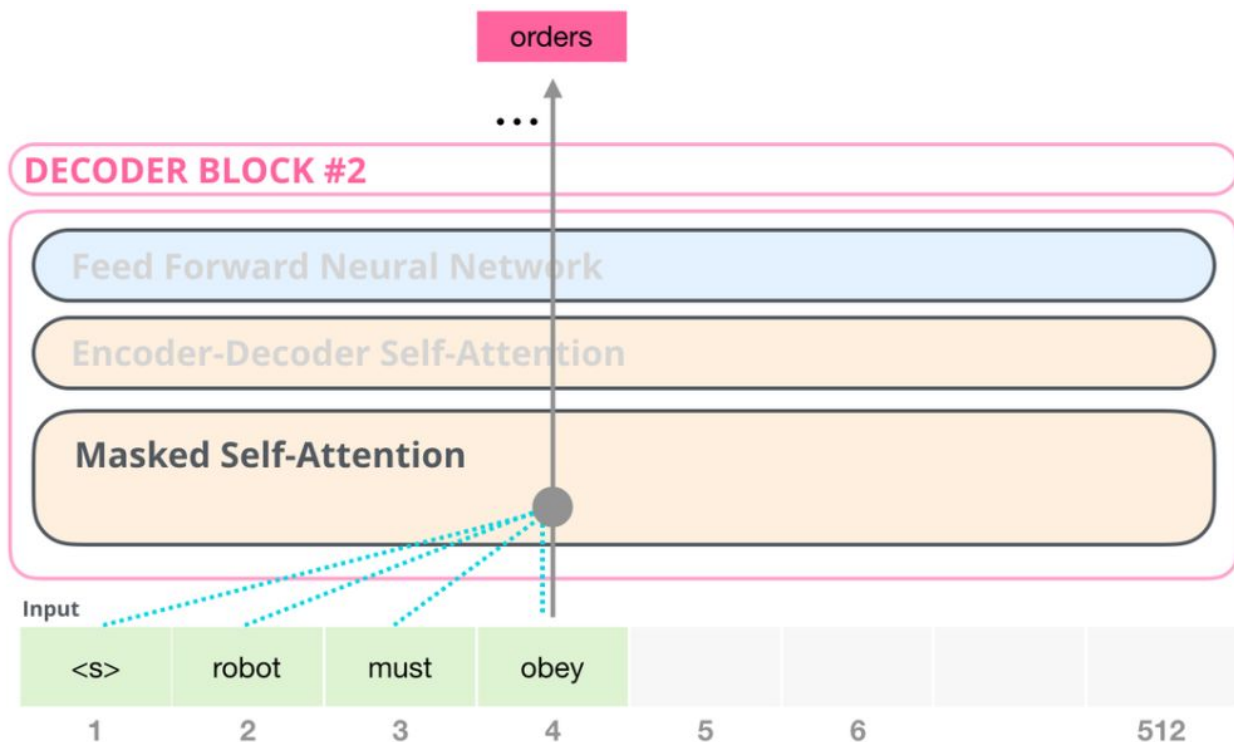 orders
...
DECODER BLOCK #2
Feed Forward Neural Network
Encoder-Decoder Self-Attention
Masked Self-Attention
Input
<s> robot must obey
1 2 3 4 5 6 512